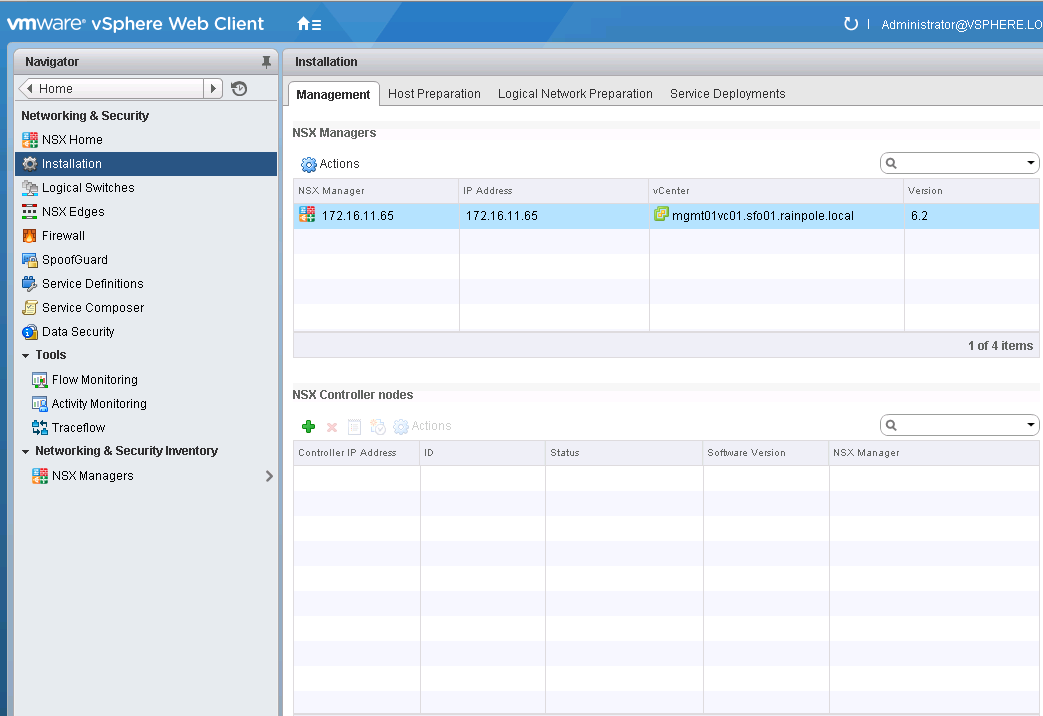 vmware® vSphere Web Client
Administrator@VSPHERE.LO
Navigator
Home
Networking & Security
NSX Home
Installation
Logical Switches
NSX Edges
Firewall
SpoofGuard
Service Definitions
Service Composer
Data Security
Tools
Flow Monitoring
Activity Monitoring
Traceflow
Networking & Security Inventory
NSX Managers
Installation
Management Host Preparation Logical Network Preparation Service Deployments
NSX Managers
Actions
NSX Manager IP Address vCenter Version
172.16.11.65 172.16.11.65 mgmt01vc01.sfo01.rainpole.local 6.2
1 of 4 items
NSX Controller nodes
Actions
Controller IP Address ID Status Software Version NSX Manager